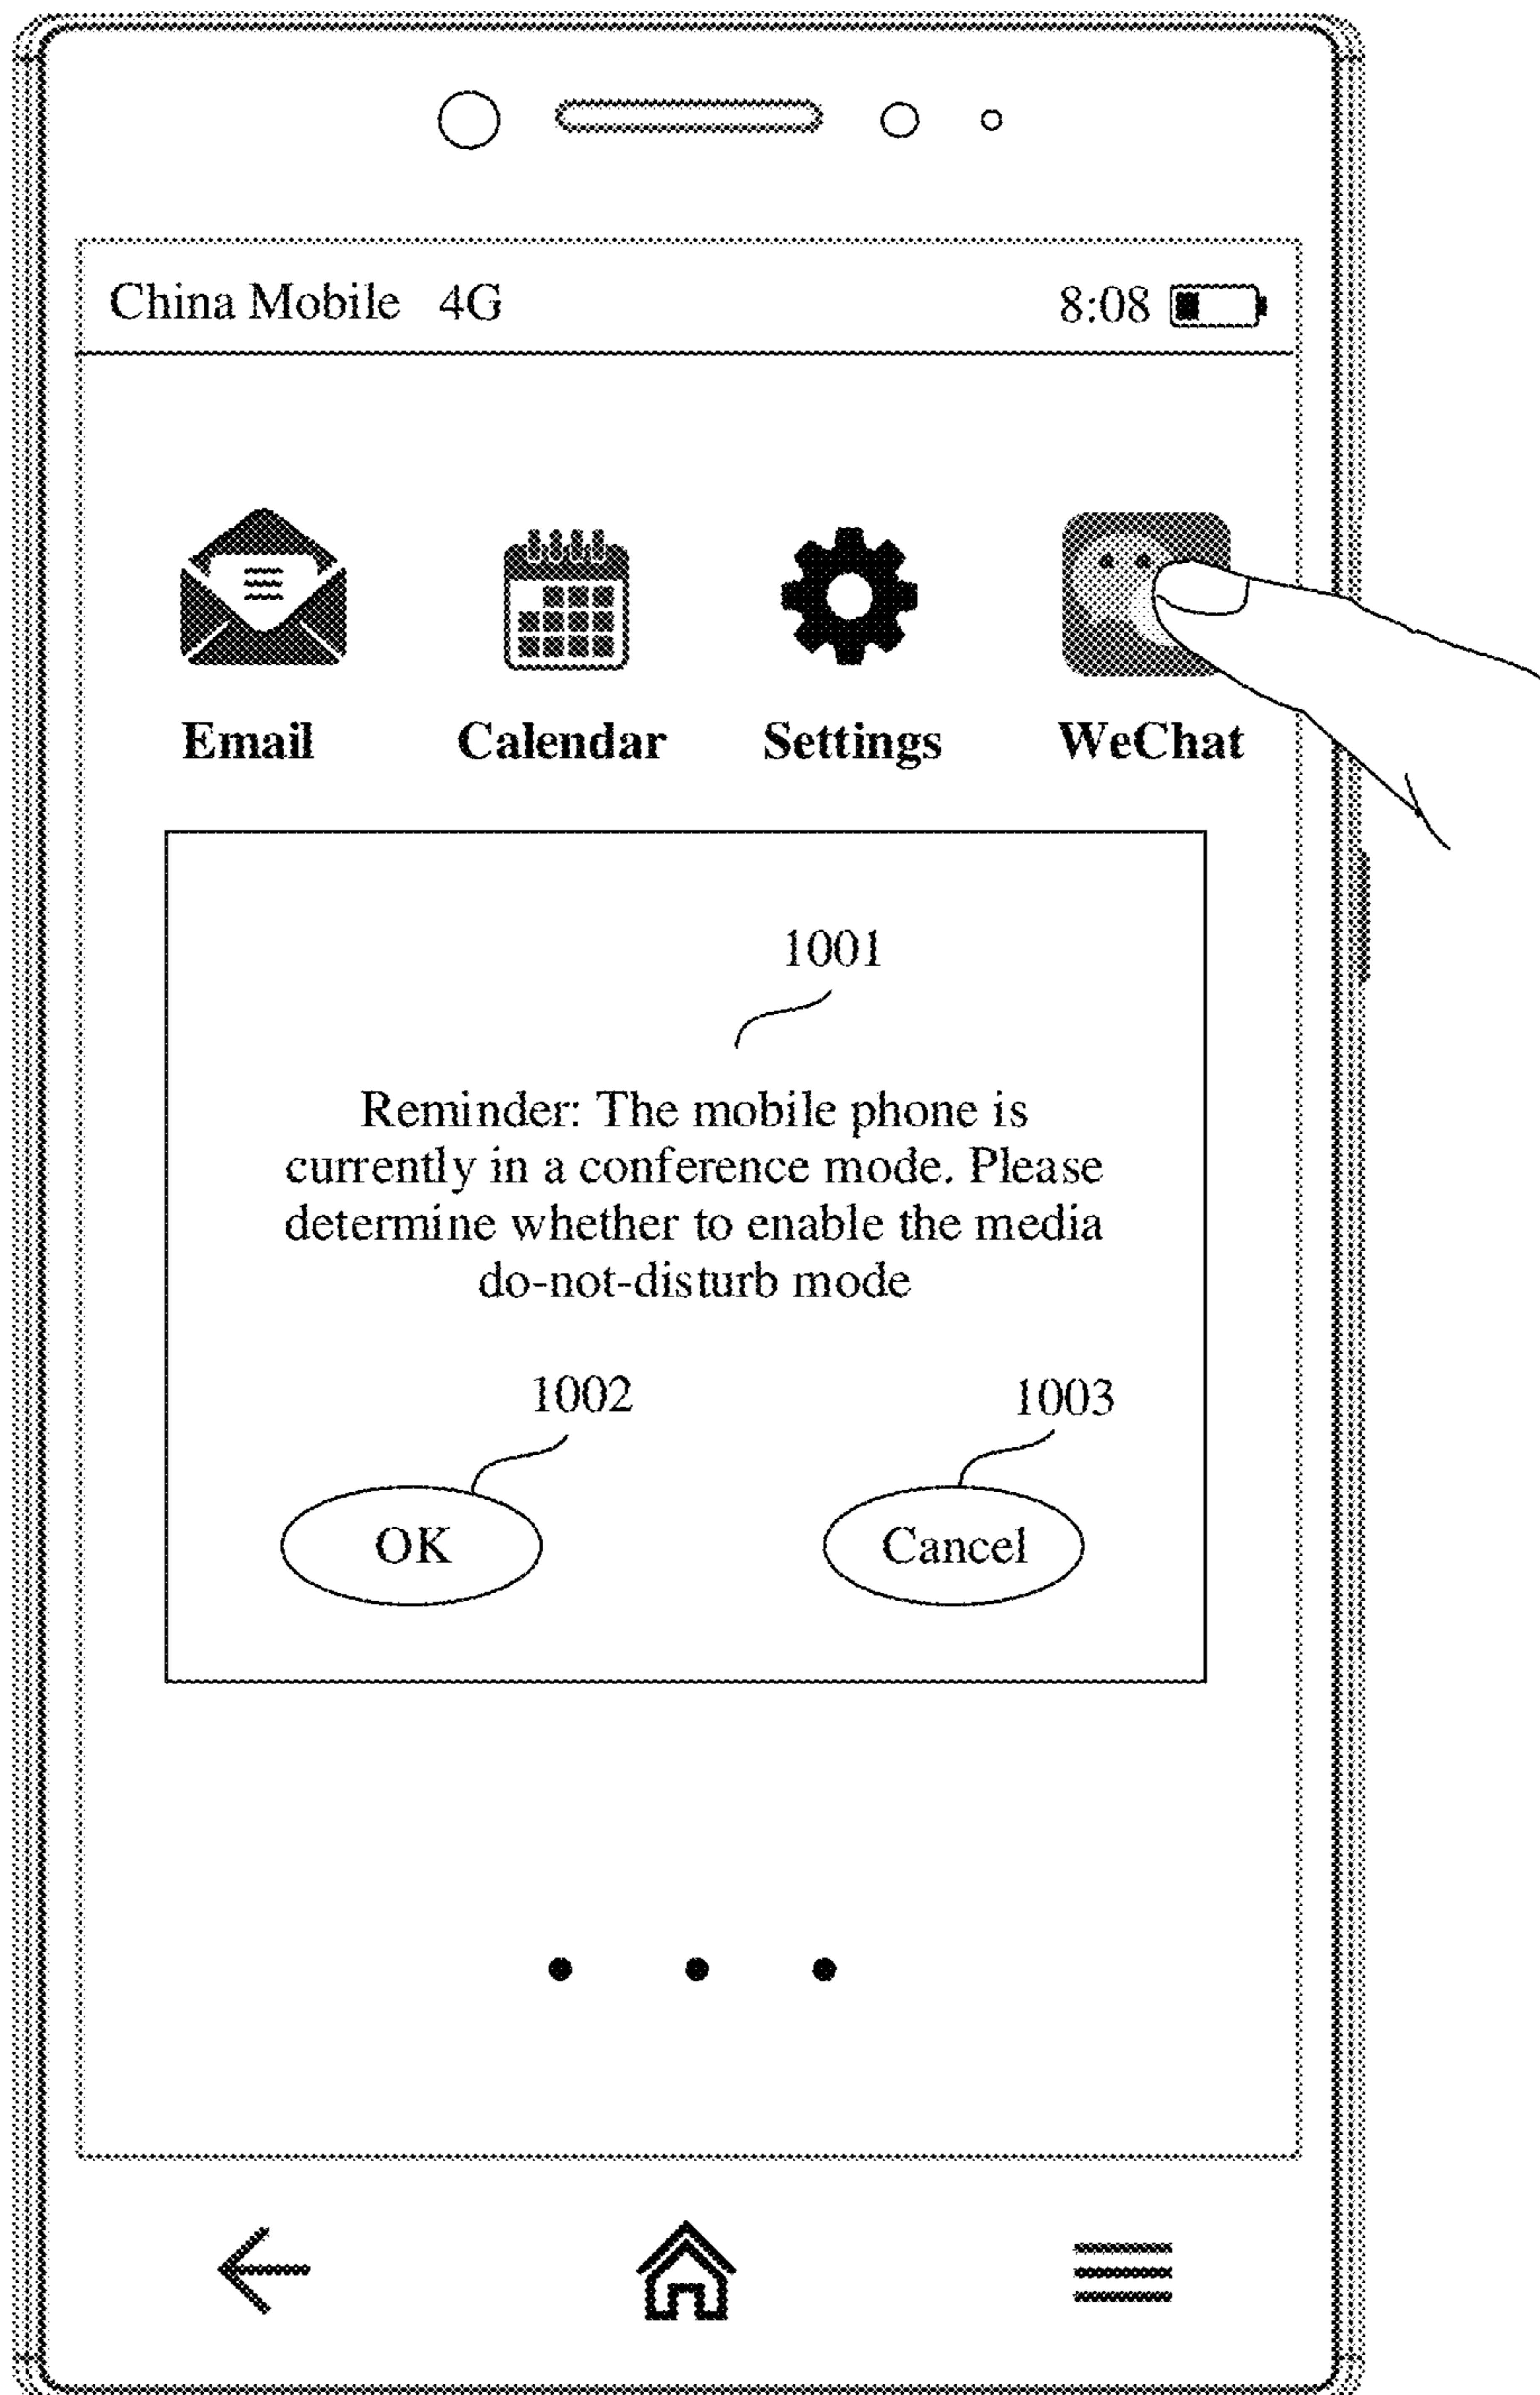 China Mobile 4G 8:08
Email Calendar Settings WeChat
1001
Reminder: The mobile phone is
currently in a conference mode. Please
determine whether to enable the media
do-not-disturb mode
1002 1003
OK Cancel